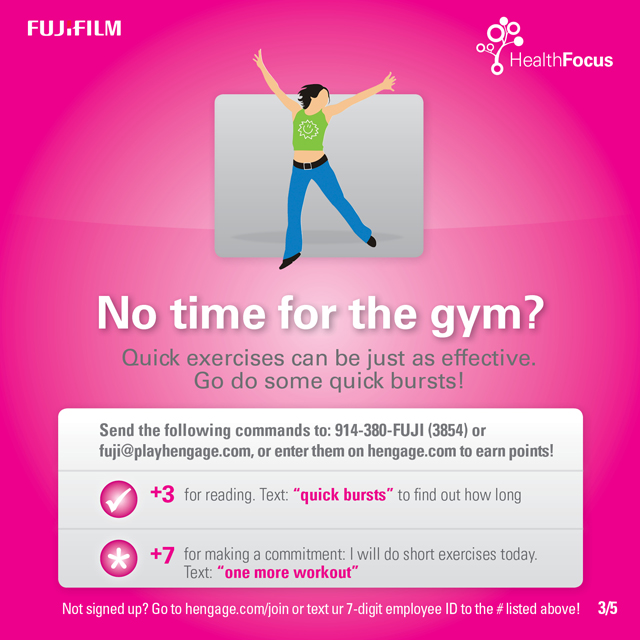 FUJIFILM
HealthFocus
No time for the gym?
Quick exercises can be just as effective.
Go do some quick bursts!
Send the following commands to: 914-380-FUJI (3854) or
fuji@playhengage.com, or enter them on hengage.com to earn points!
+3 for reading. Text: “quick bursts” to find out how long
+7 for making a commitment: I will do short exercises today.
Text: “one more workout”
Not signed up? Go to hengage.com/join or text ur 7-digit employee ID to the # listed above! 3/5